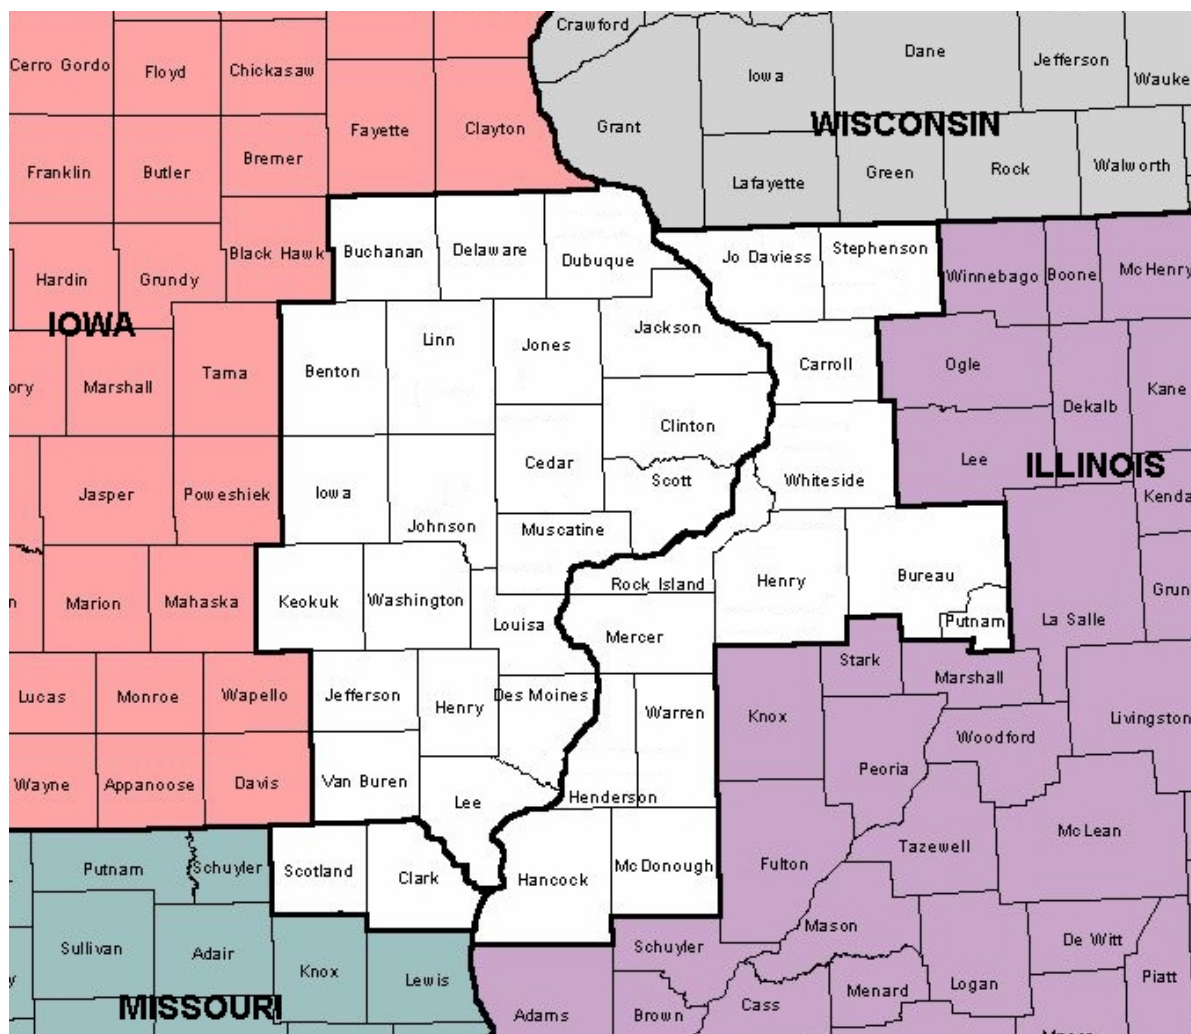 Crawford
Dane
Jefferson
Cerro Gordo
Floyd
Chickasaw
Iowa
Wauke
Fayette
Clayton
Grant
WISCONSIN
Franklin
Butler
Bremer
Lafayette
Green
Rock
Walworth
Black Hawk
Buchanan
Delaware
Dubuque
Jo Daviess
Stephenson
Hardin
Grundy
Winnebago
Boone
McHenry
IOWA
Linn
Jones
Jackson
ory
Marshall
Tama
Benton
Carroll
Ogle
Kane
Dekalb
Clinton
Cedar
Lee
ILLINOIS
Jasper
Poweshiek
Iowa
Scott
Whiteside
Kenda
Johnson
Muscatine
n
Marion
Mahaska
Keokuk
Washington
Rock Island
Henry
Bureau
Grun
Louisa
Mercer
Putnam
La Salle
Lucas
Monroe
Wapello
Jefferson
Henry
Des Moines
Warren
Stark
Marshall
Knox
Livingston
Woodford
Wayne
Appanoose
Davis
Van Buren
Lee
Henderson
Peoria
Putnam
Schuyler
Scotland
Clark
Hancock
McDonough
Fulton
Tazewell
McLean
Sullivan
Adair
Knox
Lewis
Schuyler
Mason
De Witt
Piatt
y
MISSOURI
Adams
Brown
Cass
Menard
Logan